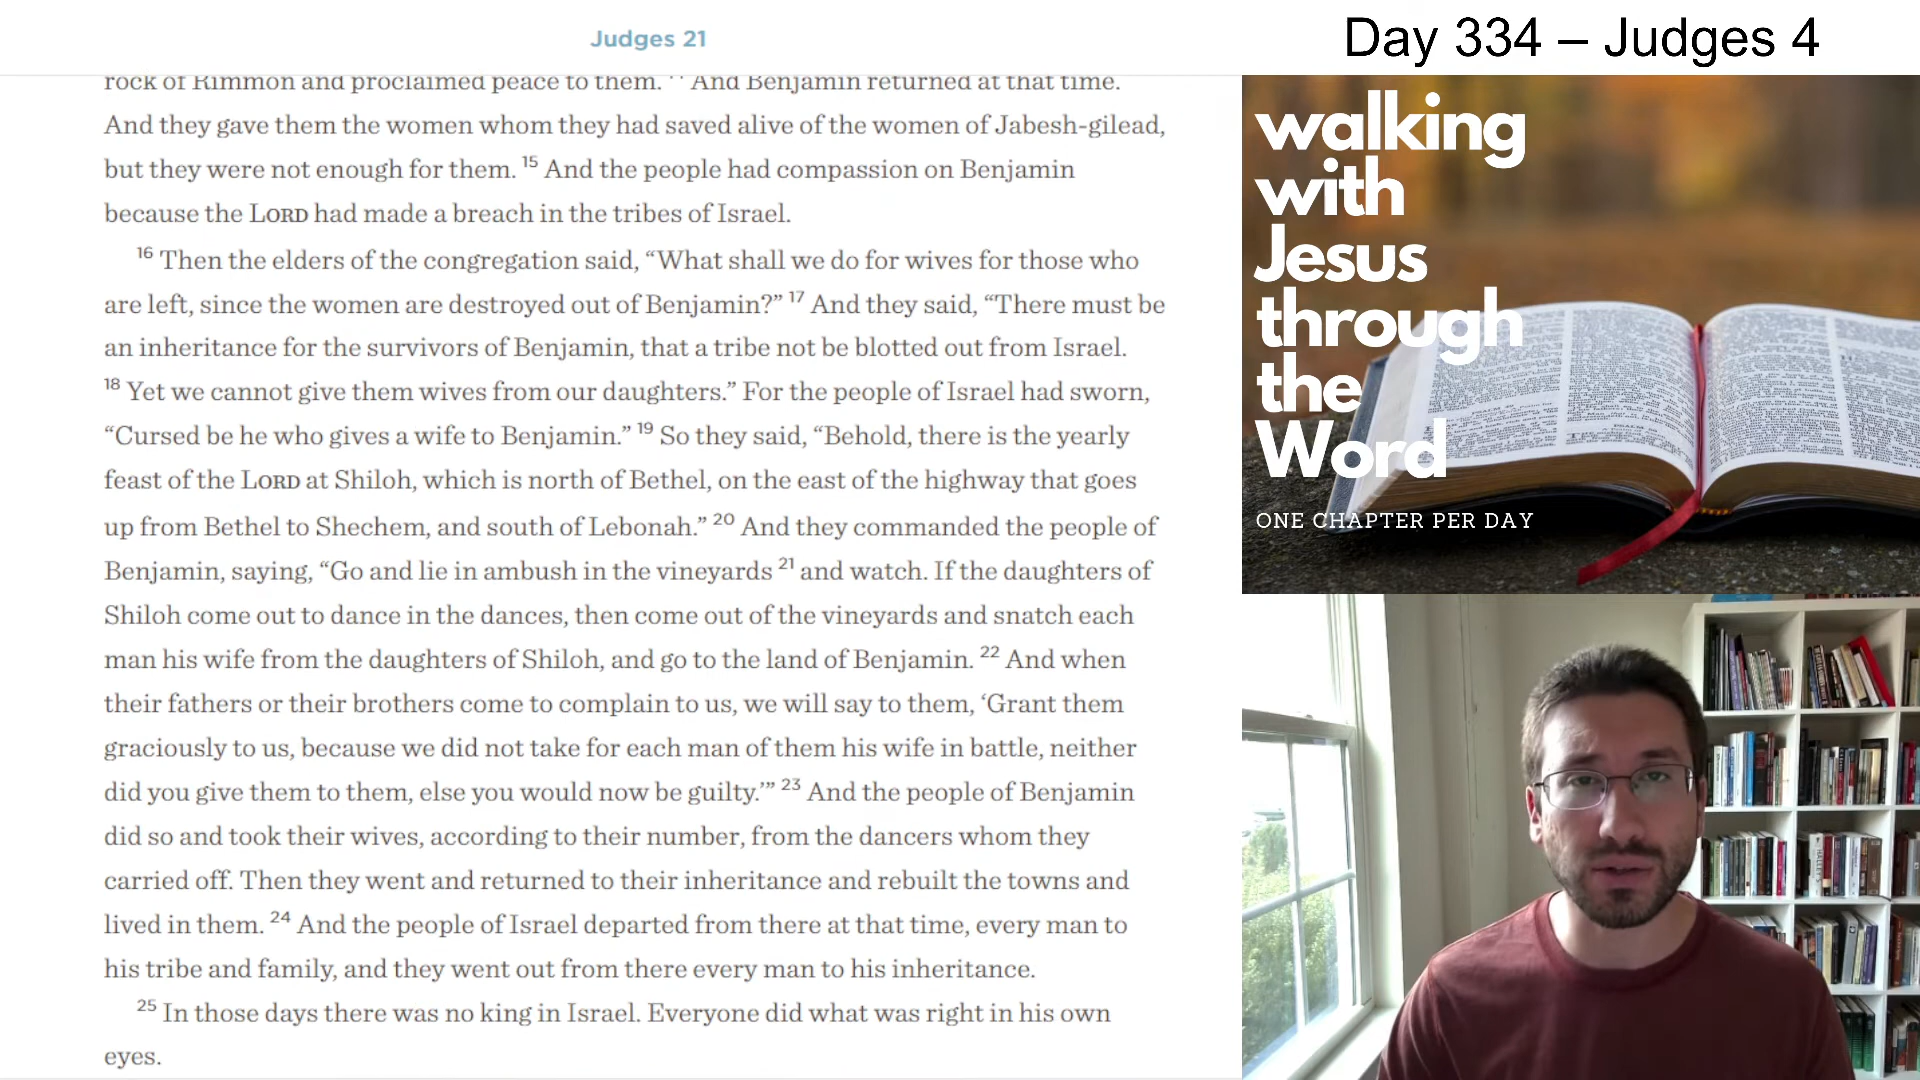 Judges 21
Day 334 – Judges 4
rock of Rimmon and proclaimed peace to them. And Benjamin returned at that time.
And they gave them the women whom they had saved alive of the women of Jabesh-gilead,
but they were not enough for them. 15 And the people had compassion on Benjamin
because the LORD had made a breach in the tribes of Israel.
16 Then the elders of the congregation said, “What shall we do for wives for those who
are left, since the women are destroyed out of Benjamin?” 17 And they said, “There must be
an inheritance for the survivors of Benjamin, that a tribe not be blotted out from Israel.
18 Yet we cannot give them wives from our daughters.” For the people of Israel had sworn,
“Cursed be he who gives a wife to Benjamin.” 19 So they said, “Behold, there is the yearly
feast of the LORD at Shiloh, which is north of Bethel, on the east of the highway that goes
up from Bethel to Shechem, and south of Lebonah.” 20 And they commanded the people of
Benjamin, saying, “Go and lie in ambush in the vineyards 21 and watch. If the daughters of
Shiloh come out to dance in the dances, then come out of the vineyards and snatch each
man his wife from the daughters of Shiloh, and go to the land of Benjamin. 22 And when
their fathers or their brothers come to complain to us, we will say to them, ‘Grant them
graciously to us, because we did not take for each man of them his wife in battle, neither
did you give them to them, else you would now be guilty.’” 23 And the people of Benjamin
did so and took their wives, according to their number, from the dancers whom they
carried off. Then they went and returned to their inheritance and rebuilt the towns and
lived in them. 24 And the people of Israel departed from there at that time, every man to
his tribe and family, and they went out from there every man to his inheritance.
25 In those days there was no king in Israel. Everyone did what was right in his own
eyes.
walking
with
Jesus
through
the
Word
ONE CHAPTER PER DAY